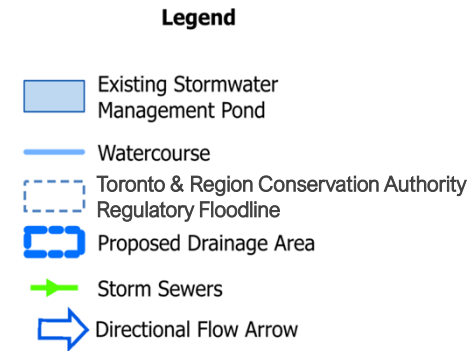 Legend
Existing Stormwater
Management Pond
Watercourse
Toronto & Region Conservation Authority
Regulatory Floodline
Proposed Drainage Area
Storm Sewers
Directional Flow Arrow